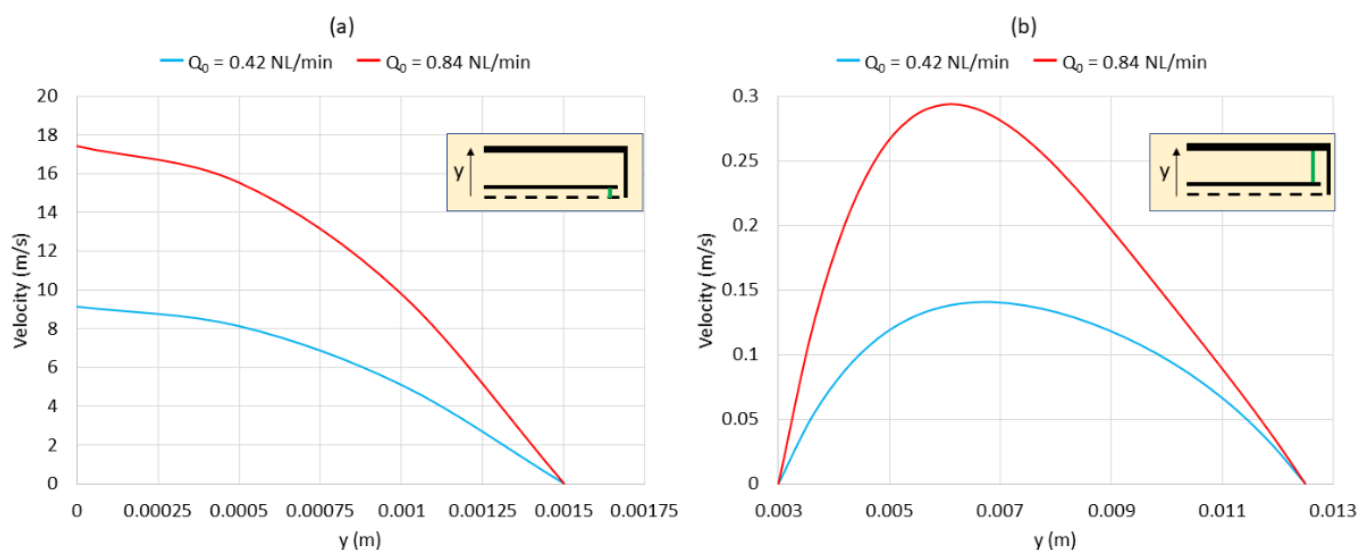 (a)
Q₀ = 0.42 NL/min Q₀ = 0.84 NL/min
20
18
16
14
12
10
8
6
4
2
0
Velocity (m/s)
y
0 0.00025 0.0005 0.00075 0.001 0.00125 0.0015 0.00175
y (m)
(b)
Q₀ = 0.42 NL/min Q₀ = 0.84 NL/min
0.3
0.25
0.2
0.15
0.1
0.05
0
Velocity (m/s)
y
0.003 0.005 0.007 0.009 0.011 0.013
y (m)